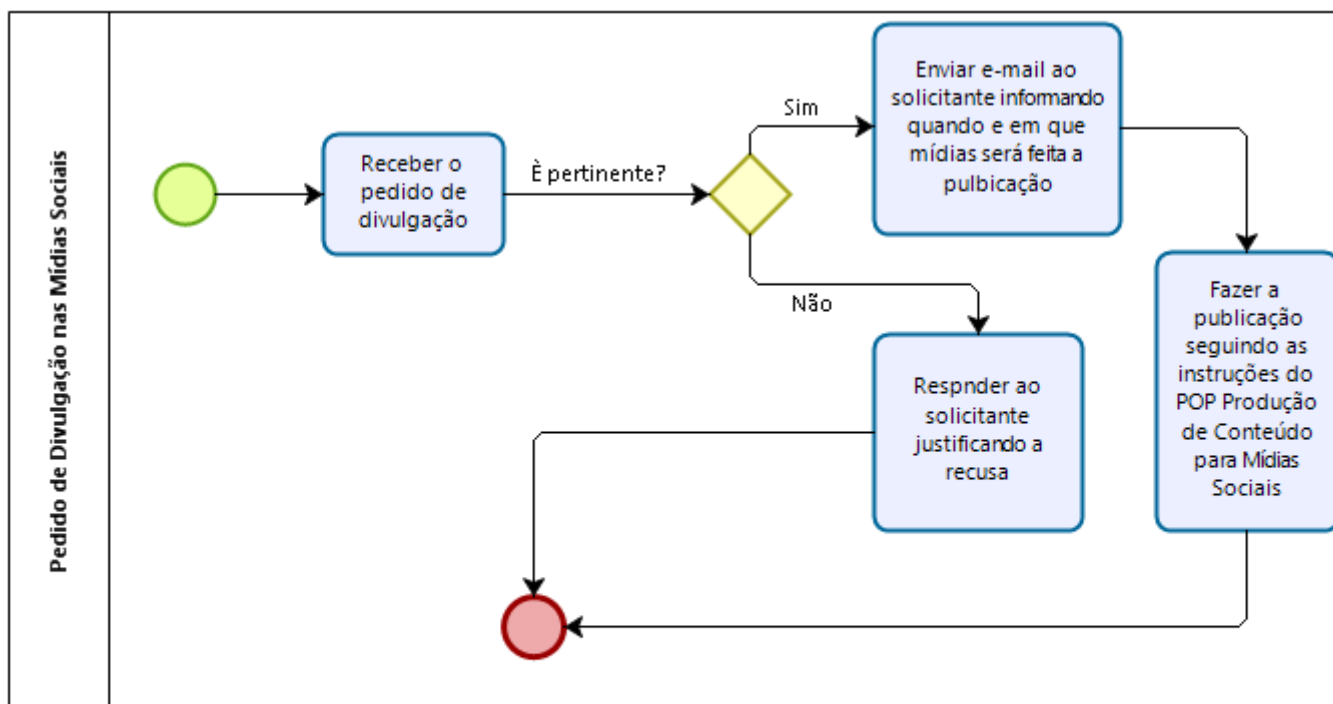 Pedido de Divulgação nas Mídias Sociais
Receber o
pedido de
divulgação
È pertinente?
Sim
Enviar e-mail ao
solicitante informando
quando e em que
mídias será feita a
pulbicação
Não
Respnder ao
solicitante
justificando a
recusa
Fazer a
publicação
seguindo as
instruções do
POP Produção
de Conteúdo
para Mídias
Sociais